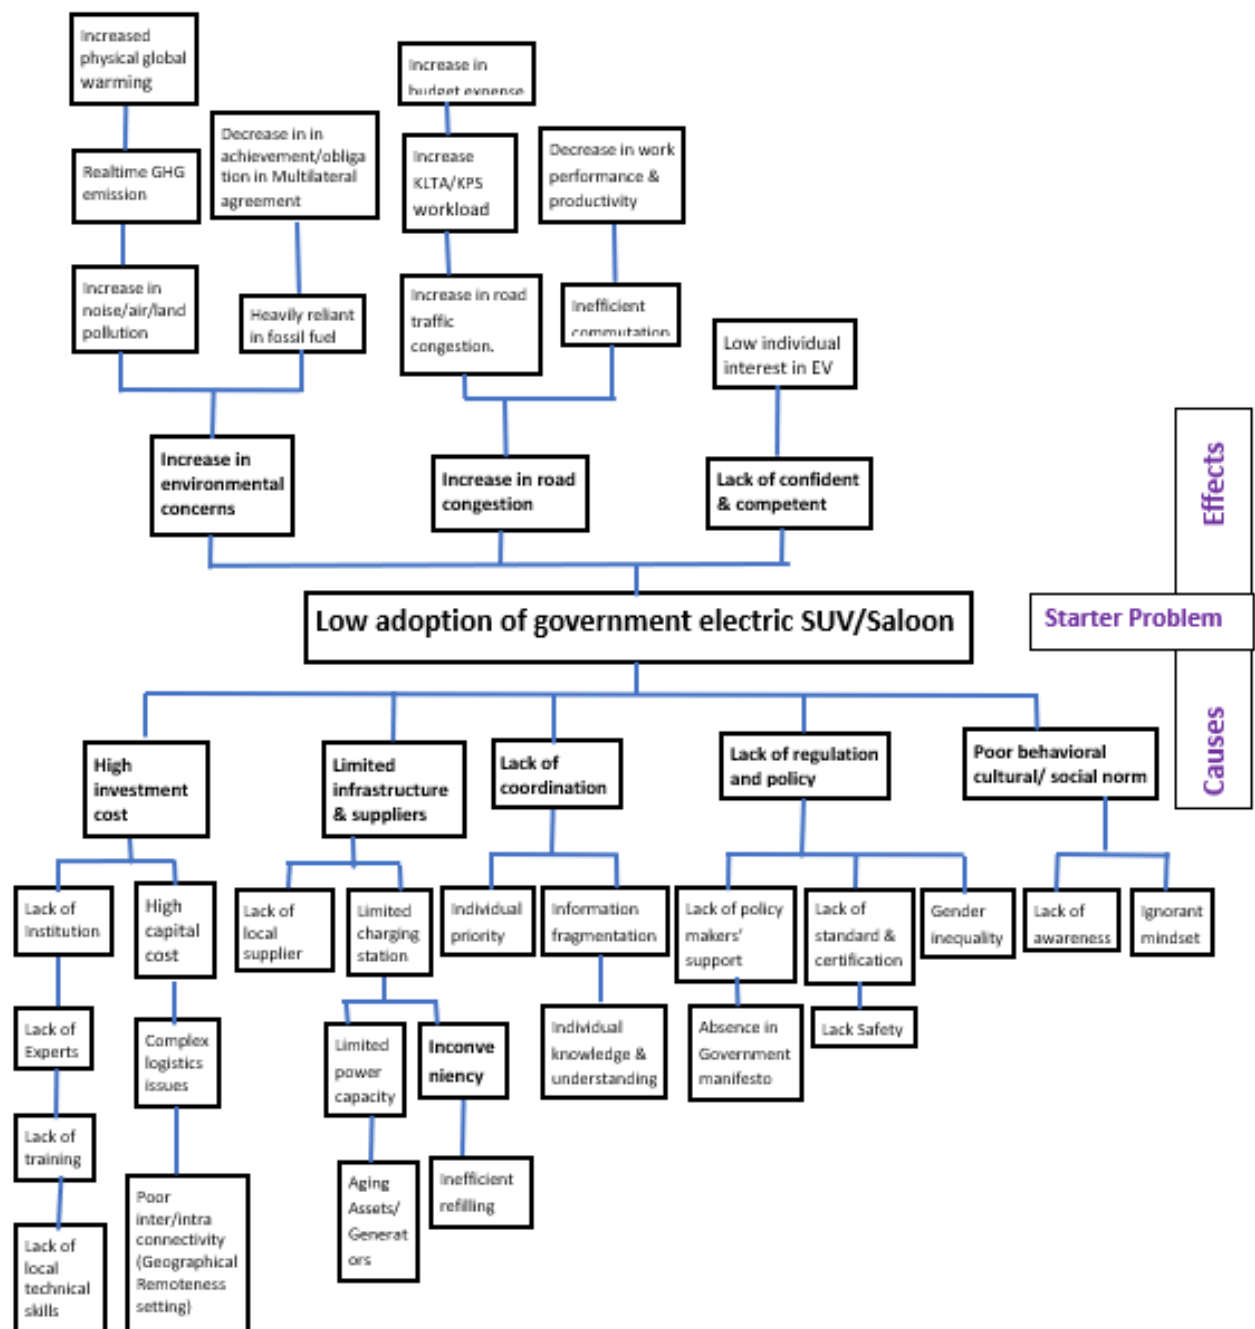 Increased
physical global
warming
Increase in
budget expense
Decrease in in
achievement/obliga
tion in Multilateral
agreement
Realtime GHG
emission
Increase
KLTA/KPS
workload
Decrease in work
performance &
productivity
Increase in
noise/air/land
pollution
Heavily reliant
in fossil fuel
Increase in road
traffic
congestion.
Inefficient
commutation
Low individual
interest in EV
Increase in
environmental
concerns
Increase in road
congestion
Lack of confident
& competent
Effects
Low adoption of government electric SUV/Saloon
Starter Problem
Causes
High
investment
cost
Limited
infrastructure
& suppliers
Lack of
coordination
Lack of regulation
and policy
Poor behavioral
cultural/ social norm
Lack of
Institution
High
capital
cost
Lack of
local
supplier
Limited
charging
station
Individual
priority
Information
fragmentation
Lack of policy
makers'
support
Lack of
standard &
certification
Gender
inequality
Lack of
awareness
Ignorant
mindset
Lack of
Experts
Complex
logistics
issues
Limited
power
capacity
Inconve
niency
Individual
knowledge &
understanding
Absence in
Government
manifesto
Lack Safety
Lack of
training
Poor
inter/intra
connectivity
(Geographical
Remoteness
setting)
Aging
Assets/
Generat
ors
Inefficient
refilling
Lack of
local
technical
skills